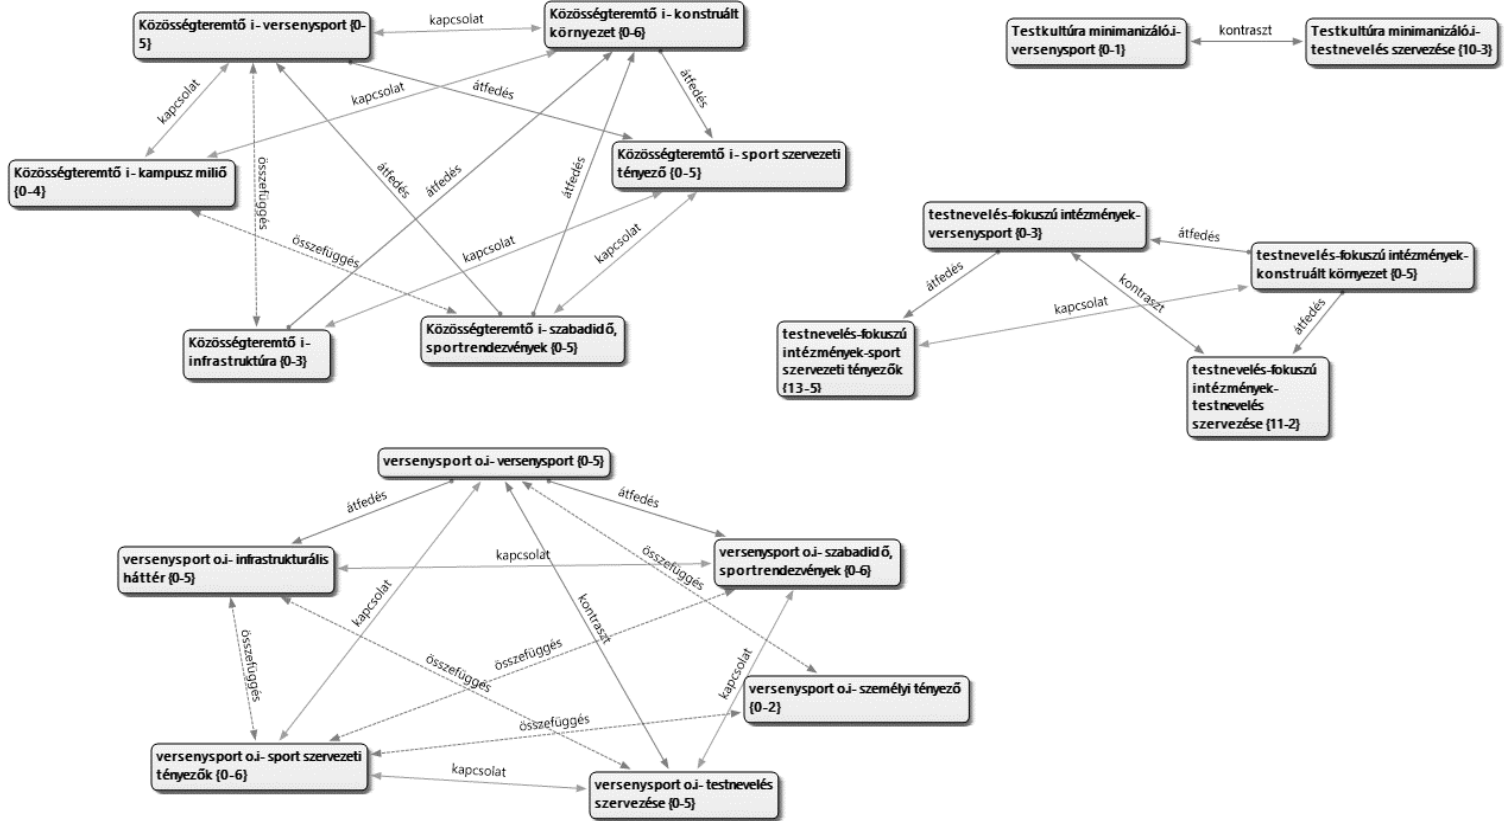 Közösségteremtő i- versenysport {0-
5}
kapcsolat
Közösségteremtő i- konstruált
környezet {0-6}
Testkultúra minimanizáló.i-
versenysport {0-1}
kontraszt
Testkultúra minimanizáló.i-
testnevelés szervezése {10-3}
kapcsolat
kapcsolat
átfedés
átfedés
Közösségteremtő i- kampusz milió
{0-4}
összefüggés
átfedés
átfedés
átfedés
Közösségteremtő i- sport szervezeti
tényező {0-5}
összefüggés
kapcsolat
kapcsolat
Közösségteremtő i-
infrastruktúra {0-3}
Közösségteremtő i- szabadidő,
sportrendezvények {0-5}
testnevelés-fokuszú intézmények-
versenysport {0-3}
átfedés
testnevelés-fokuszú intézmények-
konstruált környezet {0-5}
átfedés
kontraszt
kapcsolat
átfedés
testnevelés-fokuszú
intézmények-sport
szervezeti tényezők
{13-5}
testnevelés-fokuszú
intézmények-
testnevelés
szervezése {11-2}
versenysport o.i- versenysport {0-5}
átfedés
átfedés
versenysport o.i- infrastrukturális
háttér {0-5}
kapcsolat
versenysport o.i- szabadidő,
sportrendezvények {0-6}
kapcsolat
kontraszt
összefüggés
összefüggés
összefüggés
összefüggés
kapcsolat
versenysport o.i- személyi tényező
{0-2}
összefüggés
versenysport o.i- sport szervezeti
tényezők {0-6}
kapcsolat
versenysport o.i- testnevelés
szervezése {0-5}